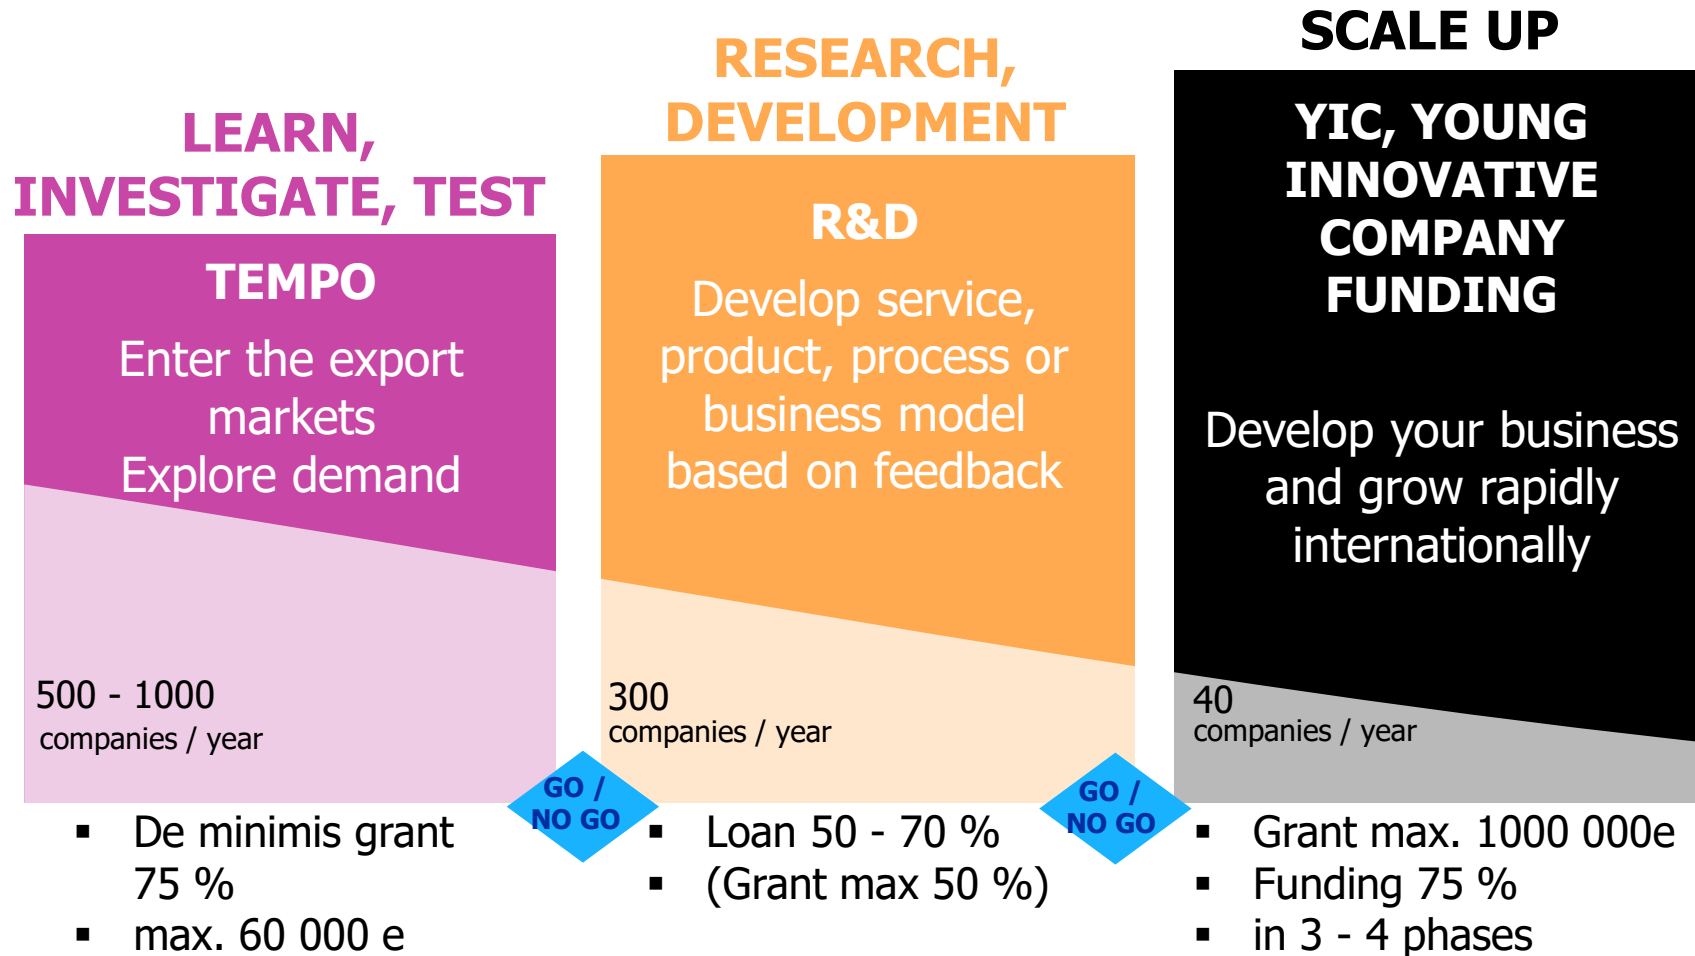 LEARN,
INVESTIGATE, TEST
TEMPO
Enter the export
markets
Explore demand
500 - 1000
companies / year
▪ De minimis grant
75 %
▪ max. 60 000 e
GO /
NO GO
RESEARCH,
DEVELOPMENT
R&D
Develop service,
product, process or
business model
based on feedback
300
companies / year
▪ Loan 50 - 70 %
▪ (Grant max 50 %)
GO /
NO GO
SCALE UP
YIC, YOUNG
INNOVATIVE
COMPANY
FUNDING
Develop your business
and grow rapidly
internationally
40
companies / year
▪ Grant max. 1000 000e
▪ Funding 75 %
▪ in 3 - 4 phases